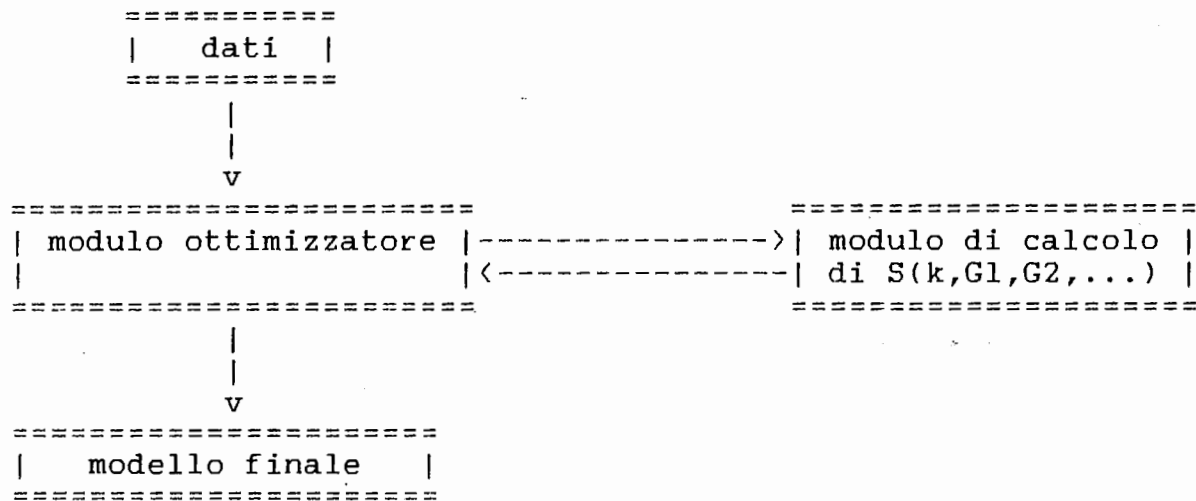 dati
modulo ottimizzatore
modulo di calcolo
di S(k,G1,G2,...)
modello finale